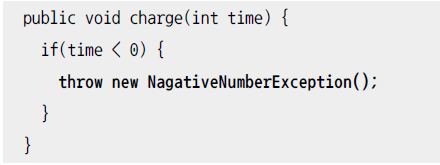 public void charge(int time) {
if(time < 0) {
throw new NagativeNumberException();
}
}